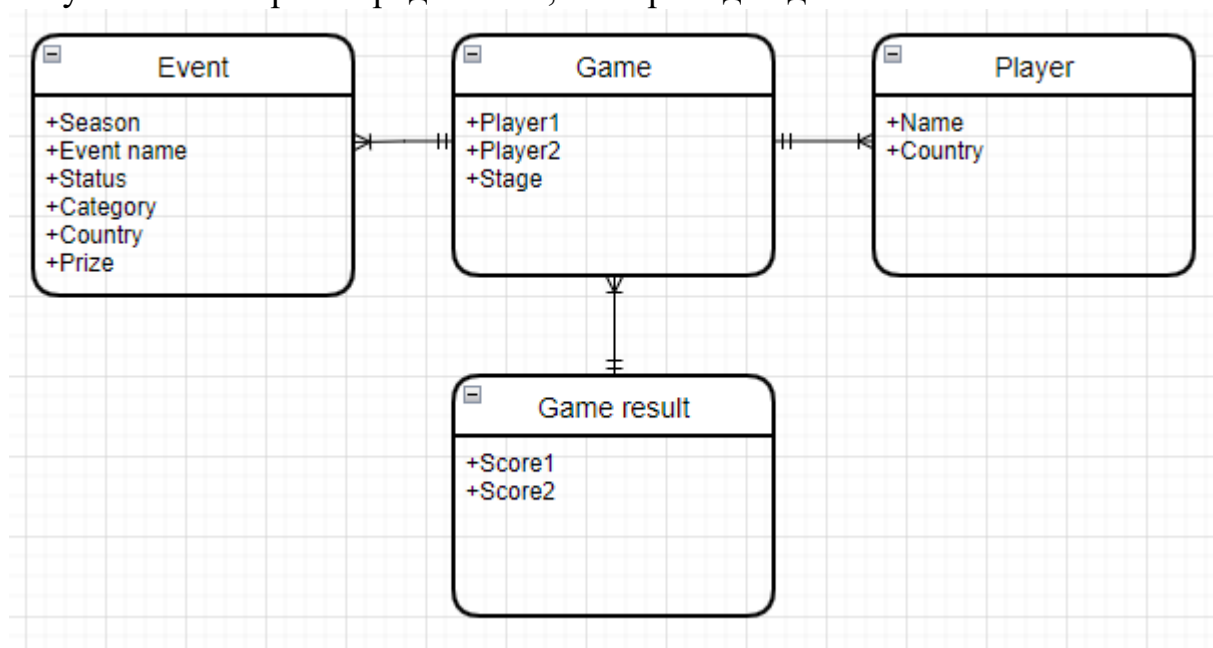 Event
+Season
+Event name
+Status
+Category
+Country
+Prize
Game
+Player1
+Player2
+Stage
Player
+Name
+Country
Game result
+Score1
+Score2